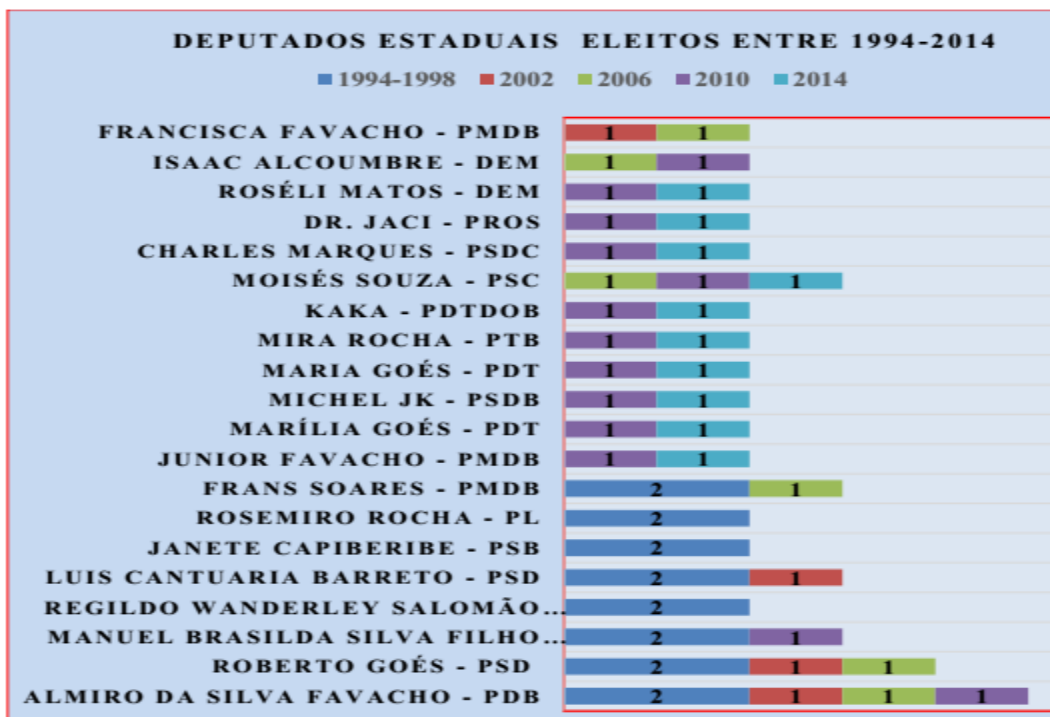 DEPUTADOS ESTADUAIS ELEITOS ENTRE 1994-2014
1994-1998 2002 2006 2010 2014
FRANCISCA FAVACHO - PMDB 1 1
ISAAC ALCOUMBRE - DEM 1 1
ROSÉLI MATOS - DEM 1 1
DR. JACI - PROS 1 1
CHARLES MARQUES - PSDC 1 1
MOISÉS SOUZA - PSC 1 1 1
KAKA - PDTDOB 1 1
MIRA ROCHA - PTB 1 1
MARIA GOÉS - PDT 1 1
MICHEL JK - PSDB 1 1
MARÍLIA GOÉS - PDT 1 1
JUNIOR FAVACHO - PMDB 1 1
FRANS SOARES - PMDB 2 1
ROSEMIRO ROCHA - PL 2
JANETE CAPIBERIBE - PSB 2
LUIS CANTUARIA BARRETO - PSD 2 1
REGILDO WANDERLEY SALOMÃO... 2
MANUEL BRASILDA SILVA FILHO... 2 1
ROBERTO GOÉS - PSD 2 1 1
ALMIRO DA SILVA FAVACHO - PDB 2 1 1 1